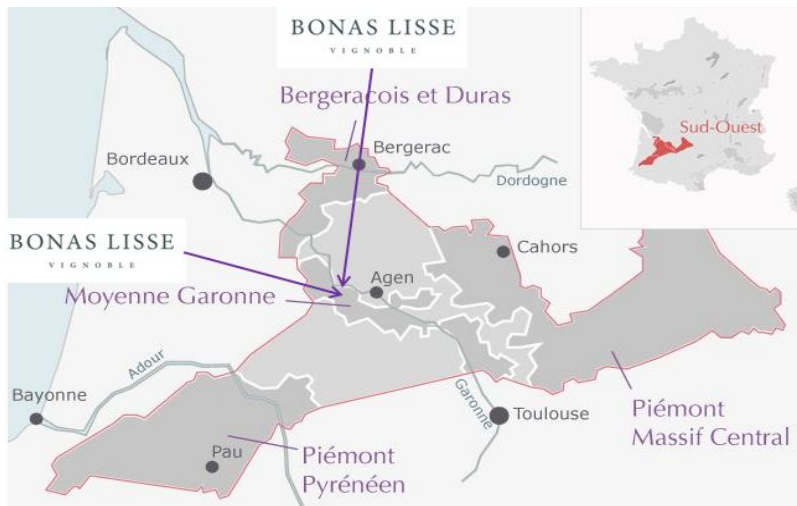 BONAS LISSE
VIGNOBLE
Bergeracois et Duras
Sud-Ouest
Bordeaux
Bergerac
Dordogne
BONAS LISSE
VIGNOBLE
Cahors
Agen
Moyenne Garonne
Adour
Bayonne
Garonne
Toulouse
Piémont
Massif Central
Pau
Piémont
Pyrénéen